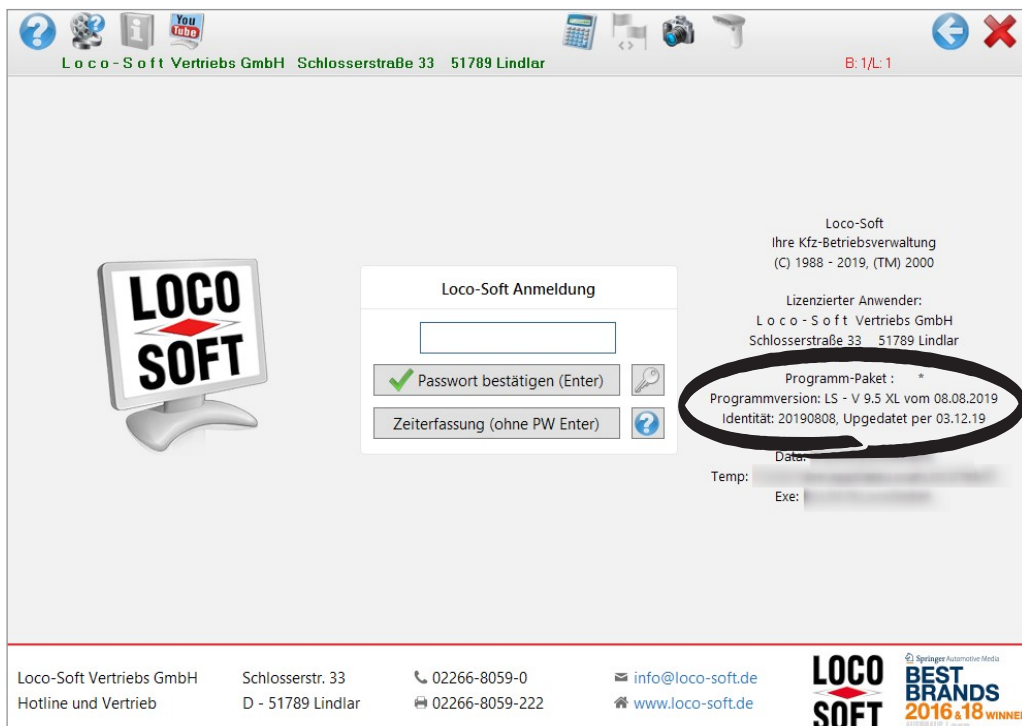 You
Tube
Loco-Soft Vertriebs GmbH Schlosserstraße 33 51789 Lindlar
B: 1/L: 1
LOCO
SOFT
Loco-Soft Anmeldung
Passwort bestätigen (Enter)
Zeiterfassung (ohne PW Enter)
Loco-Soft
Ihre Kfz-Betriebsverwaltung
(C) 1988 - 2019, (TM) 2000
Lizenzierter Anwender:
L o c o - S o f t Vertriebs GmbH
Schlosserstraße 33 51789 Lindlar
Programm-Paket : *
Programmversion: LS - V 9.5 XL vom 08.08.2019
Identität: 20190808, Upgedatet per 03.12.19
Data:
Temp:
Exe:
Loco-Soft Vertriebs GmbH Schlosserstr. 33 02266-8059-0 info@loco-soft.de
Hotline und Vertrieb D - 51789 Lindlar 02266-8059-222 www.loco-soft.de
LOCO
SOFT
Springer Automotive Media
BEST
BRANDS
2016 & 18 WINNER